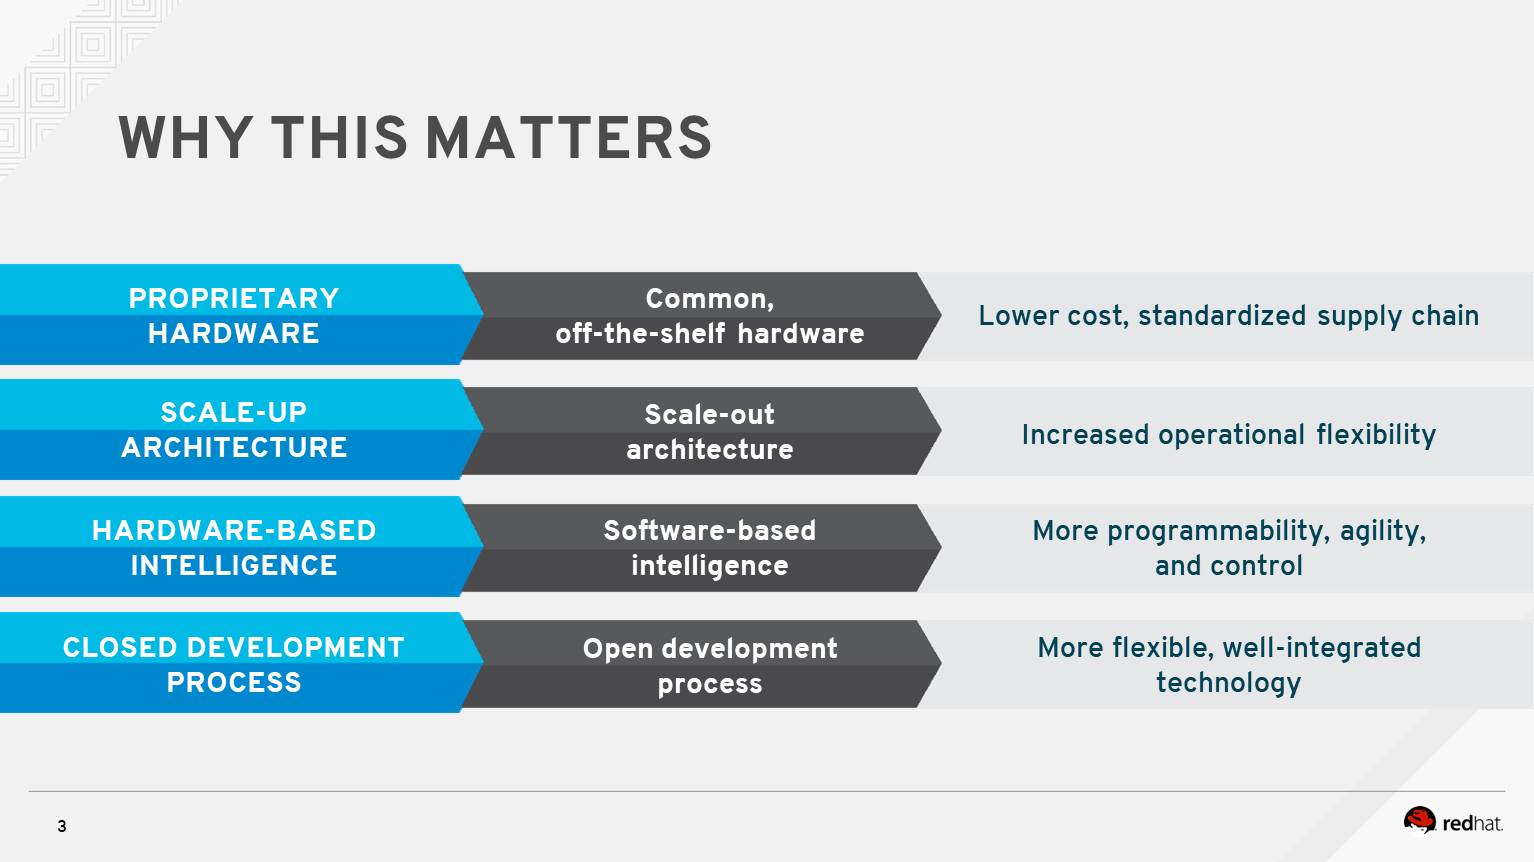 WHY THIS MATTERS
PROPRIETARY
HARDWARE
Common,
off-the-shelf hardware
Lower cost, standardized supply chain
SCALE-UP
ARCHITECTURE
Scale-out
architecture
Increased operational flexibility
HARDWARE-BASED
INTELLIGENCE
Software-based
intelligence
More programmability, agility,
and control
CLOSED DEVELOPMENT
PROCESS
Open development
process
More flexible, well-integrated
technology
3
redhat.